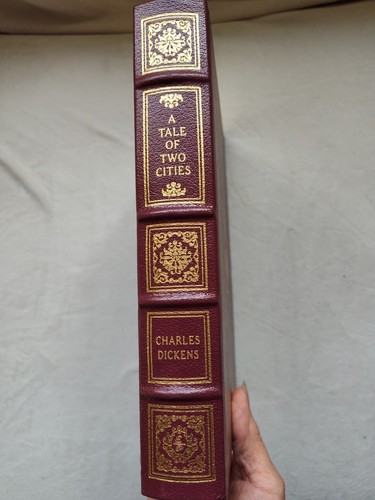 A
TALE
OF
TWO
CITIES
CHARLES
DICKENS